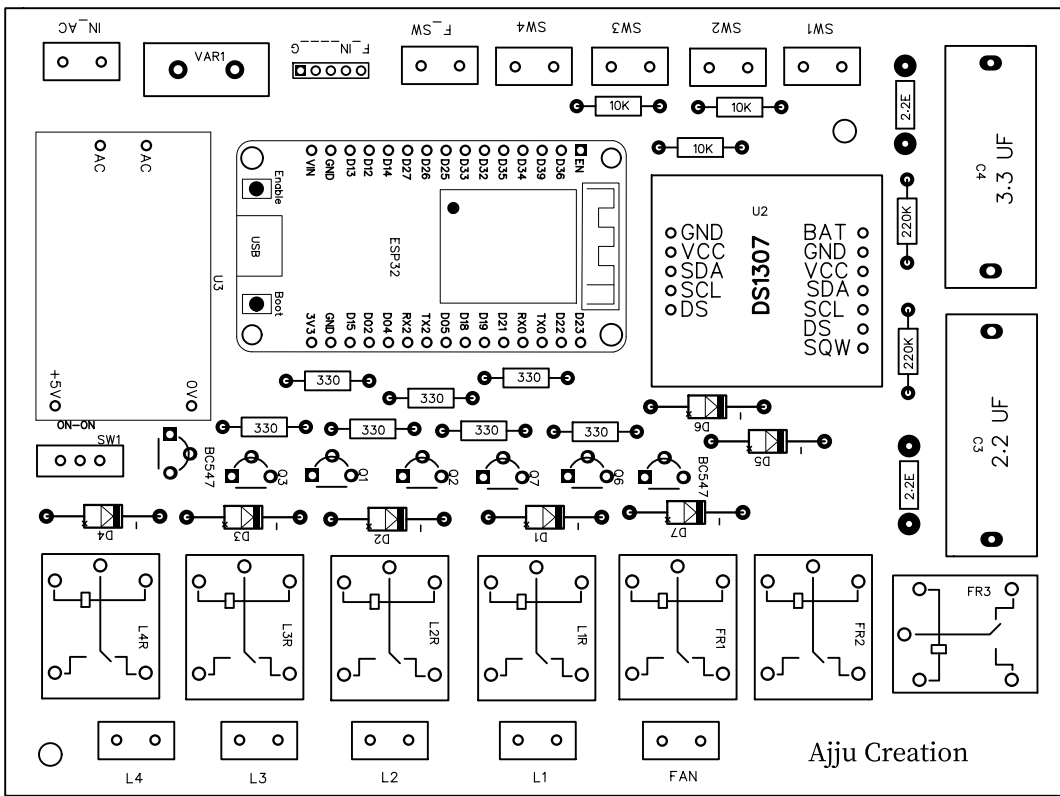 IN_AC
VAR1
F_IN____G
F_SW
SW4
SW3
SW2
SW1
10K
10K
10K
2.2E
C4
3.3 UF
AC
AC
U3
+5V
0V
VIN
GND
D13
D12
D14
D27
D26
D25
D33
D32
D35
D34
D39
D36
EN
Enable
USB
Boot
ESP32
3V3
GND
D15
D02
D04
RX2
TX2
D05
D18
D19
D21
RX0
TX0
D22
D23
U2
DS1307
GND
VCC
SDA
SCL
DS
BAT
GND
VCC
SDA
SCL
DS
SQW
220K
220K
C3
2.2 UF
330
330
330
330
330
330
330
D6
D5
ON-ON
SW1
BC547
Q3
Q1
Q2
Q7
Q6
BC547
2.2E
D4
D3
D2
D1
D7
L4R
L3R
L2R
L1R
FR1
FR2
FR3
L4
L3
L2
L1
FAN
Ajju Creation